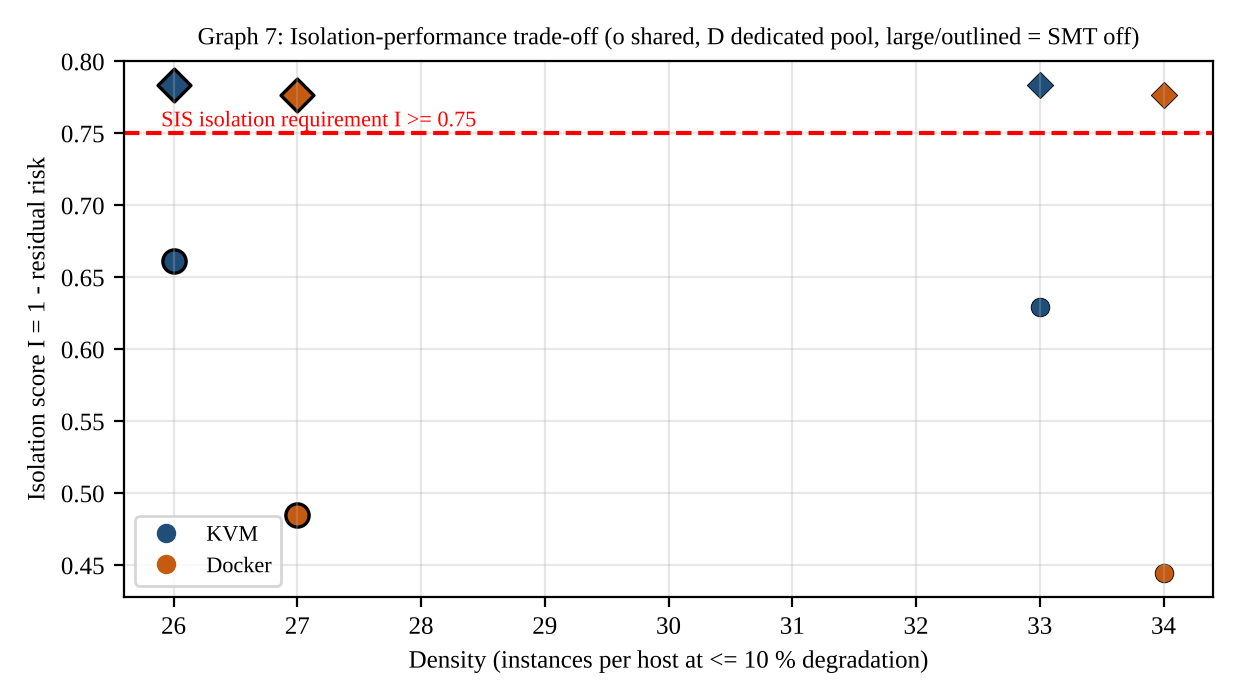 Graph 7: Isolation-performance trade-off (o shared, D dedicated pool, large/outlined = SMT off)
0.80
0.75
0.70
0.65
0.60
0.55
0.50
0.45
Isolation score I = 1 - residual risk
SIS isolation requirement I >= 0.75
KVM
Docker
26 27 28 29 30 31 32 33 34
Density (instances per host at <= 10 % degradation)